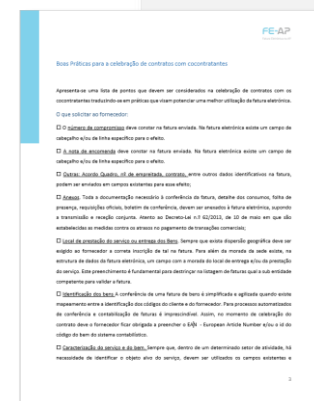 FE-AP
Boas Práticas para a celebração de contratos com cocontratantes
Apresenta-se uma lista de pontos que devem ser considerados na celebração de contratos com os
cocontratantes traduzindo-se em práticas que visam potenciar uma melhor utilização da fatura eletrónica.
O que solicitar ao fornecedor:
☐ O número de compromisso deve constar na fatura enviada. Na fatura eletrónica existe um campo de
cabeçalho e/ou de linha específico para o efeito.
☐ A nota de encomenda deve constar na fatura enviada. Na fatura eletrónica existe um campo de
cabeçalho e/ou de linha específico para o efeito.
☐ Outras: Acordo Quadro, nº de empreitada, contrato, entre outros dados identificativos na fatura,
podem ser enviados em campos existentes para esse efeito;
☐ Anexos. Toda a documentação necessário à conferência da fatura, detalhe dos consumos, folha de
presença, requisições oficiais, boletim de conferência, devem ser anexados à fatura eletrónica, supondo
a transmissão e receção conjunta. Atento ao Decreto-Lei n.º 62/2013, de 10 de maio em que são
estabelecidas as medidas contra os atrasos no pagamento de transações comerciais;
☐ Local de prestação do serviço ou entrega dos Bens. Sempre que exista dispersão geográfica deve ser
exigido ao fornecedor a correta inscrição de tal na fatura. Para além da morada de sede existe, na
estrutura de dados da fatura eletrónica, um campo com a morada do local de entrega e/ou de prestação
do serviço. Este preenchimento é fundamental para destrinçar na listagem de faturas qual a sub entidade
competente para validar a fatura.
☐ Identificação dos bens A conferência de uma fatura de bens é simplificada e agilizada quando existe
mapeamento entre a identificação dos códigos do cliente e do fornecedor. Para processos automatizados
de conferência e contabilização de faturas é imprescindível. Assim, no momento de celebração do
contrato deve o fornecedor ficar obrigado a preencher o EAN - European Article Number e/ou o id do
código do bem do sistema contabilístico.
☐ Caracterização do serviço e do bem. Sempre que, dentro de um determinado setor de atividade, há
necessidade de identificar o objeto alvo do serviço, devem ser utilizados os campos existentes e
2